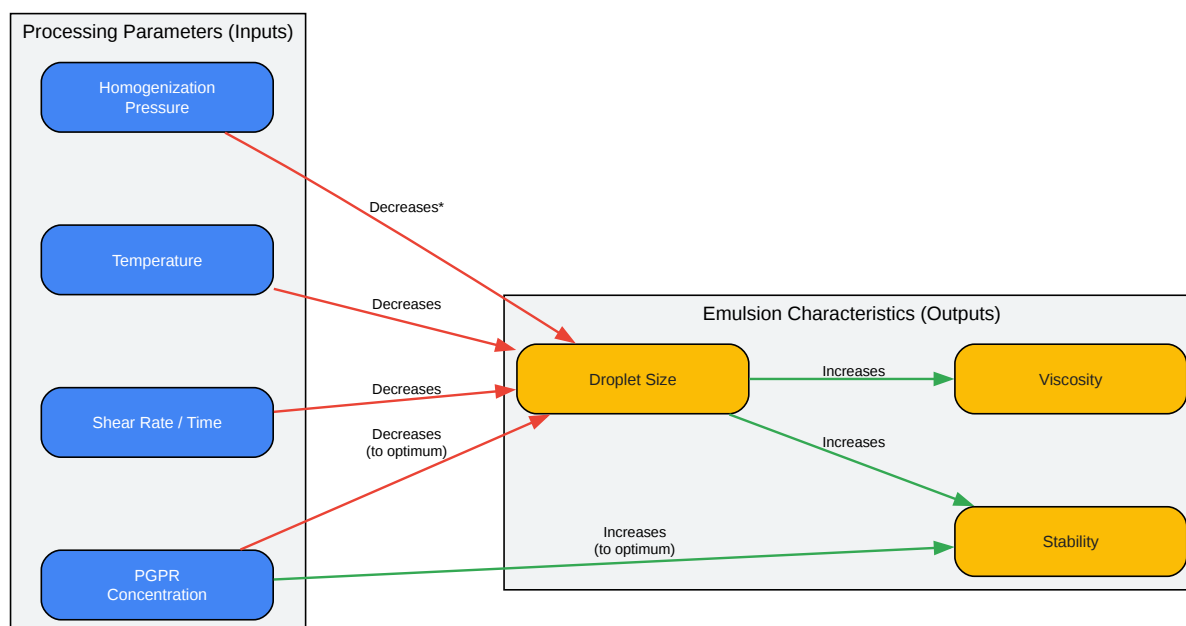 Processing Parameters (Inputs)
Homogenization
Pressure
Decreases*
Temperature
Decreases
Emulsion Characteristics (Outputs)
Droplet Size
Increases
Viscosity
Decreases
Shear Rate / Time
Decreases
(to optimum)
Increases
Increases
(to optimum)
Stability
PGPR
Concentration